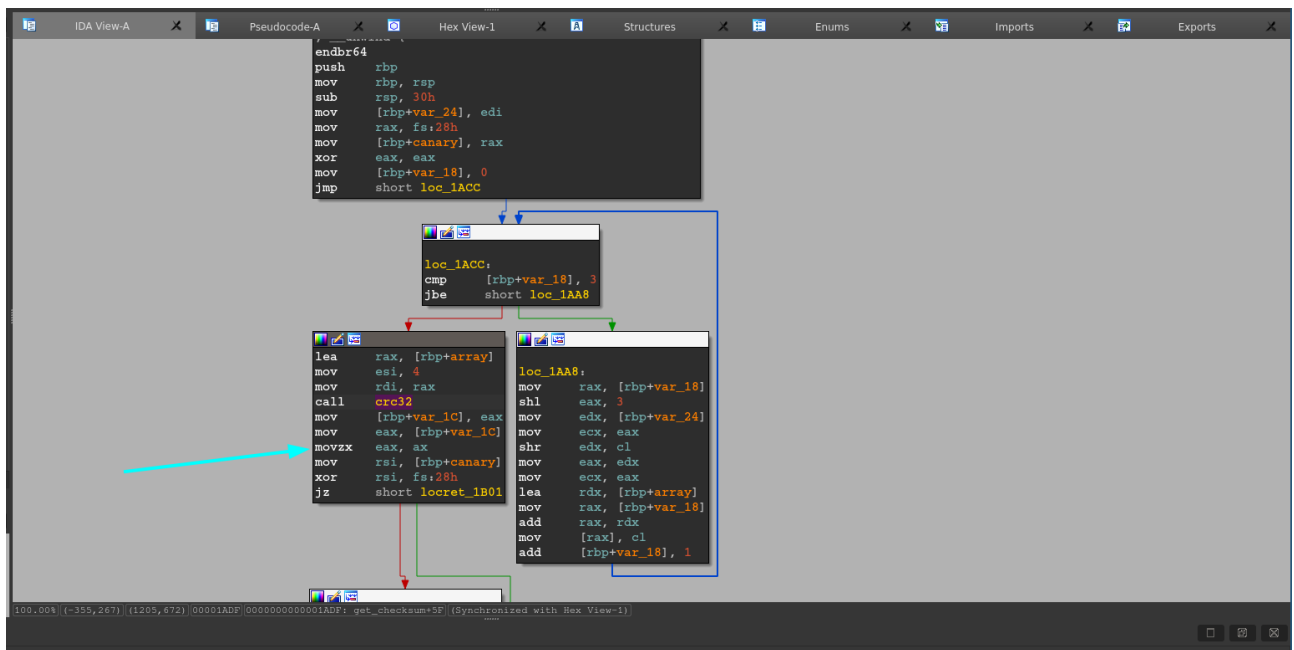 IDA View-A Pseudocode-A Hex View-1 Structures Enums Imports Exports
endbr64
push rbp
mov rbp, rsp
sub rsp, 30h
mov [rbp+var_24], edi
mov rax, fs:28h
mov [rbp+canary], rax
xor eax, eax
mov [rbp+var_18], 0
jmp short loc_1ACC
loc_1ACC:
cmp [rbp+var_18], 3
jbe short loc_1AA8
lea rax, [rbp+array]
mov esi, 4
mov rdi, rax
call crc32
mov [rbp+var_1C], eax
mov eax, [rbp+var_1C]
movzx eax, ax
mov rsi, [rbp+canary]
xor rsi, fs:28h
jz short locret_1B01
loc_1AA8:
mov rax, [rbp+var_18]
shl eax, 3
mov edx, [rbp+var_24]
mov ecx, eax
shr edx, cl
mov eax, edx
mov ecx, eax
lea rdx, [rbp+array]
mov rax, [rbp+var_18]
add rax, rdx
mov [rax], cl
add [rbp+var_18], 1
100.00% (-355,267) (1205,672) 00001ADF 0000000000001ADF: get_checksum+5F (Synchronized with Hex View-1)